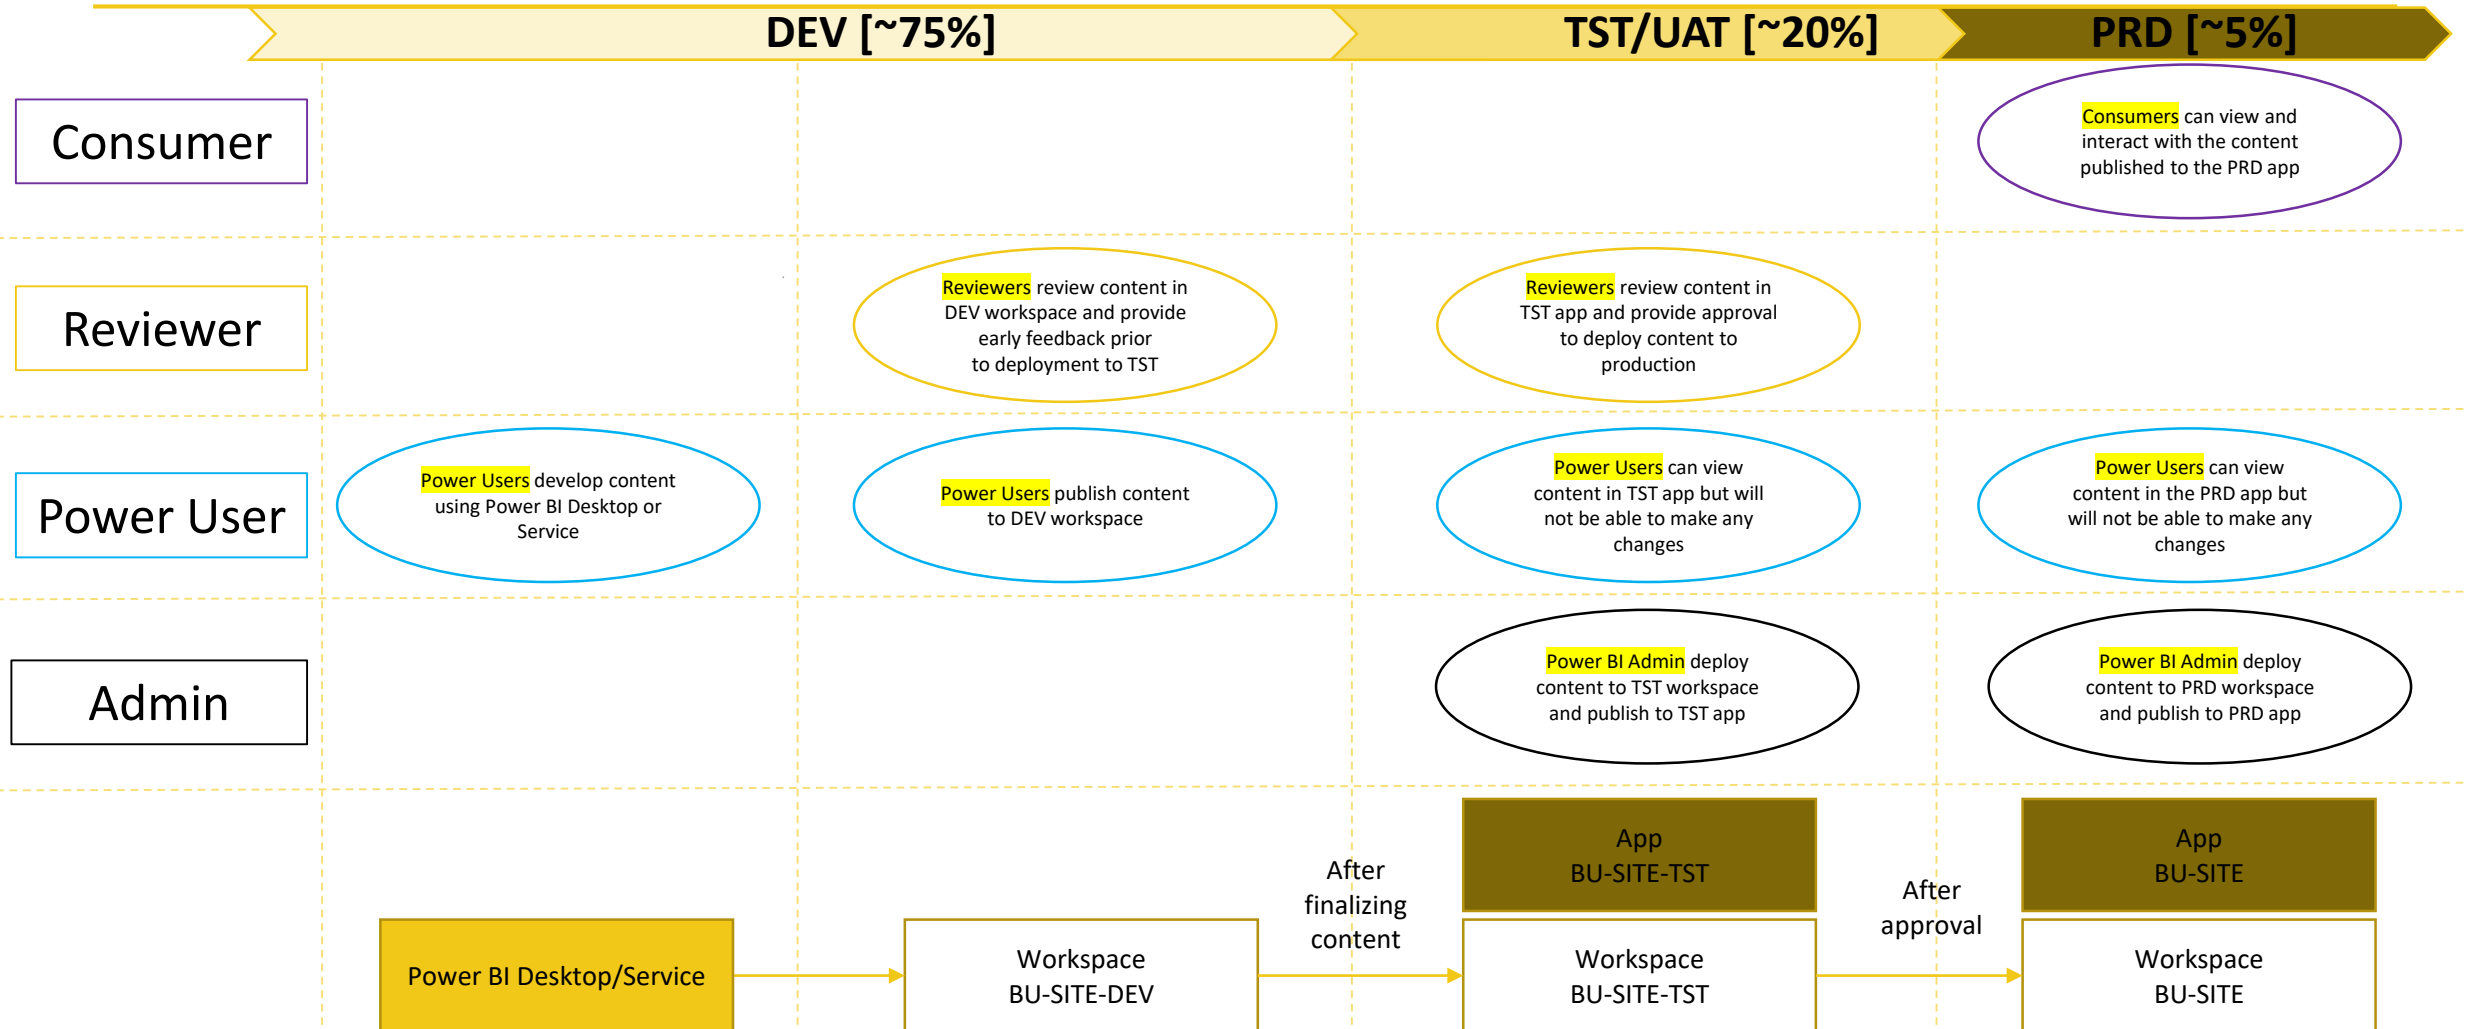 DEV [~75%]
TST/UAT [~20%]
PRD [~5%]
Consumer
Consumers can view and
interact with the content
published to the PRD app
Reviewer
Reviewers review content in
DEV workspace and provide
early feedback prior
to deployment to TST
Reviewers review content in
TST app and provide approval
to deploy content to
production
Power User
Power Users develop content
using Power BI Desktop or
Service
Power Users publish content
to DEV workspace
Power Users can view
content in TST app but will
not be able to make any
changes
Power Users can view
content in the PRD app but
will not be able to make any
changes
Admin
Power BI Admin deploy
content to TST workspace
and publish to TST app
Power BI Admin deploy
content to PRD workspace
and publish to PRD app
Power BI Desktop/Service
Workspace
BU-SITE-DEV
After
finalizing
content
App
BU-SITE-TST
Workspace
BU-SITE-TST
After
approval
App
BU-SITE
Workspace
BU-SITE